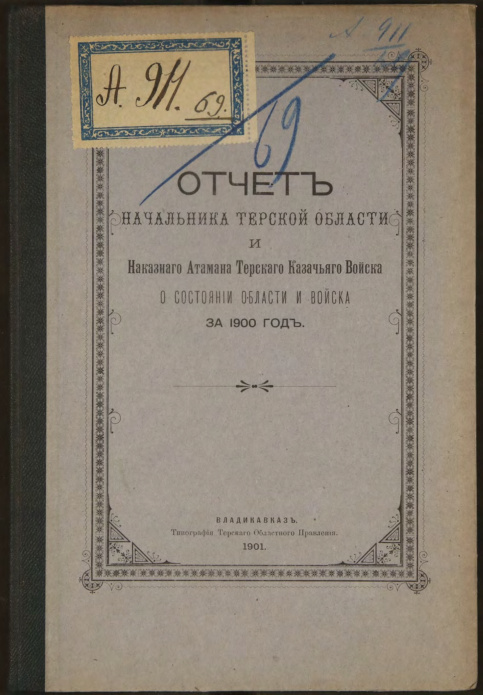 А. 911.
69.
А. 911
69
ОТЧЕТЪ
НАЧАЛЬНИКА ТЕРСКОЙ ОБЛАСТИ
И
Наказнаго Атамана Терскаго Казачьяго Войска
О СОСТОЯНІИ ОБЛАСТИ И ВОЙСКА
ЗА 1900 ГОДЪ.
ВЛАДИКАВКАЗЪ.
Типографія Терскаго Областного Правленія.
1901.